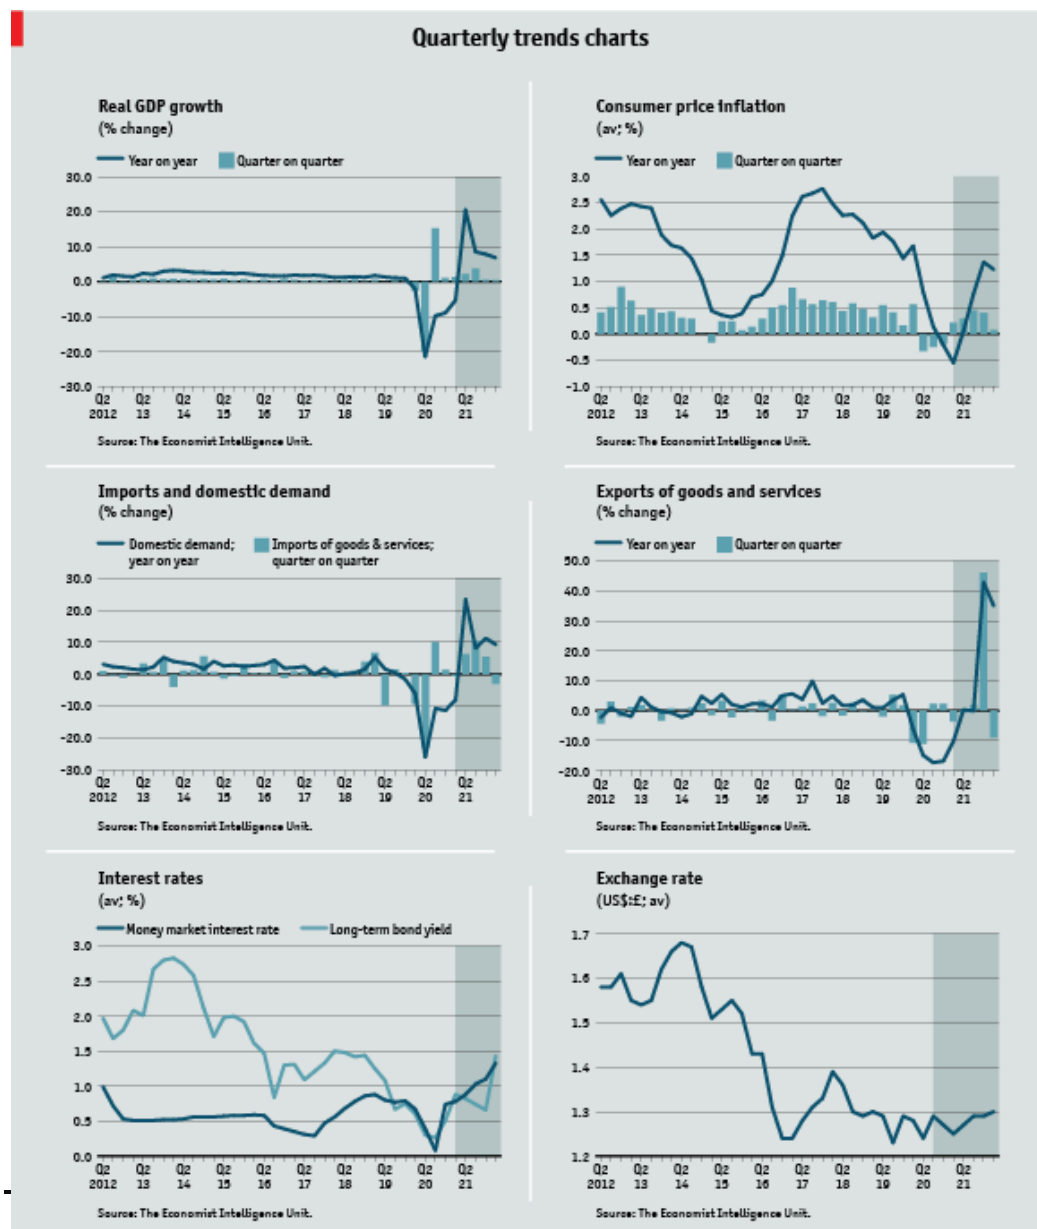 Quarterly trends charts
Real GDP growth
(% change)
Year on year Quarter on quarter
30.0
20.0
10.0
0.0
-10.0
-20.0
-30.0
Q2 Q2 Q2 Q2 Q2 Q2 Q2 Q2 Q2 Q2
2012 13 14 15 16 17 18 19 20 21
Source: The Economist Intelligence Unit.
Consumer price inflation
(av; %)
Year on year Quarter on quarter
3.0
2.5
2.0
1.5
1.0
0.5
0.0
-0.5
-1.0
Q2 Q2 Q2 Q2 Q2 Q2 Q2 Q2 Q2 Q2
2012 13 14 15 16 17 18 19 20 21
Source: The Economist Intelligence Unit.
Imports and domestic demand
(% change)
Domestic demand; Imports of goods & services;
year on year quarter on quarter
30.0
20.0
10.0
0.0
-10.0
-20.0
-30.0
Q2 Q2 Q2 Q2 Q2 Q2 Q2 Q2 Q2 Q2
2012 13 14 15 16 17 18 19 20 21
Source: The Economist Intelligence Unit.
Exports of goods and services
(% change)
Year on year Quarter on quarter
50.0
40.0
30.0
20.0
10.0
0.0
-10.0
-20.0
Q2 Q2 Q2 Q2 Q2 Q2 Q2 Q2 Q2 Q2
2012 13 14 15 16 17 18 19 20 21
Source: The Economist Intelligence Unit.
Interest rates
(av; %)
Money market interest rate Long-term bond yield
3.0
2.5
2.0
1.5
1.0
0.5
0.0
Q2 Q2 Q2 Q2 Q2 Q2 Q2 Q2 Q2 Q2
2012 13 14 15 16 17 18 19 20 21
Source: The Economist Intelligence Unit.
Exchange rate
(US$:£; av)
1.7
1.6
1.5
1.4
1.3
1.2
Q2 Q2 Q2 Q2 Q2 Q2 Q2 Q2 Q2 Q2
2012 13 14 15 16 17 18 19 20 21
Source: The Economist Intelligence Unit.